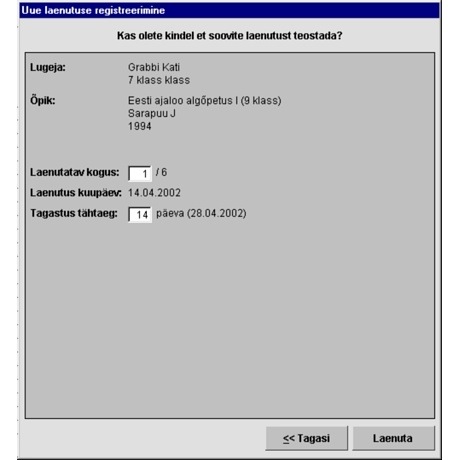 Uue laenutuse registreerimine
Kas olete kindel et soovite laenutust teostada?
Lugeja: Grabbi Kati
7 klass klass
Õpik: Eesti ajaloo algõpetus I (9 klass)
Sarapuu J
1994
Laenutatav kogus: 1 / 6
Laenutus kuupäev: 14.04.2002
Tagastus tähtaeg: 14 päeva (28.04.2002)
<< Tagasi Laenuta